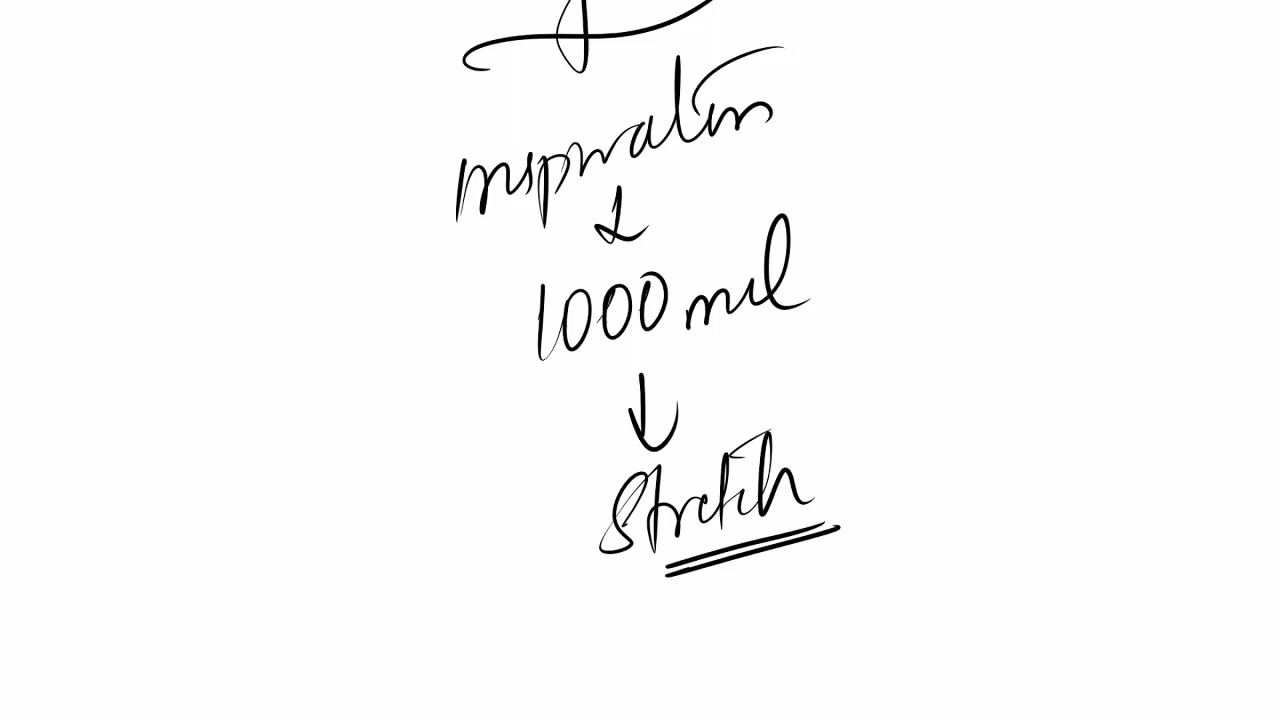 inspiration
↓
1000 ml
↓
Stretch